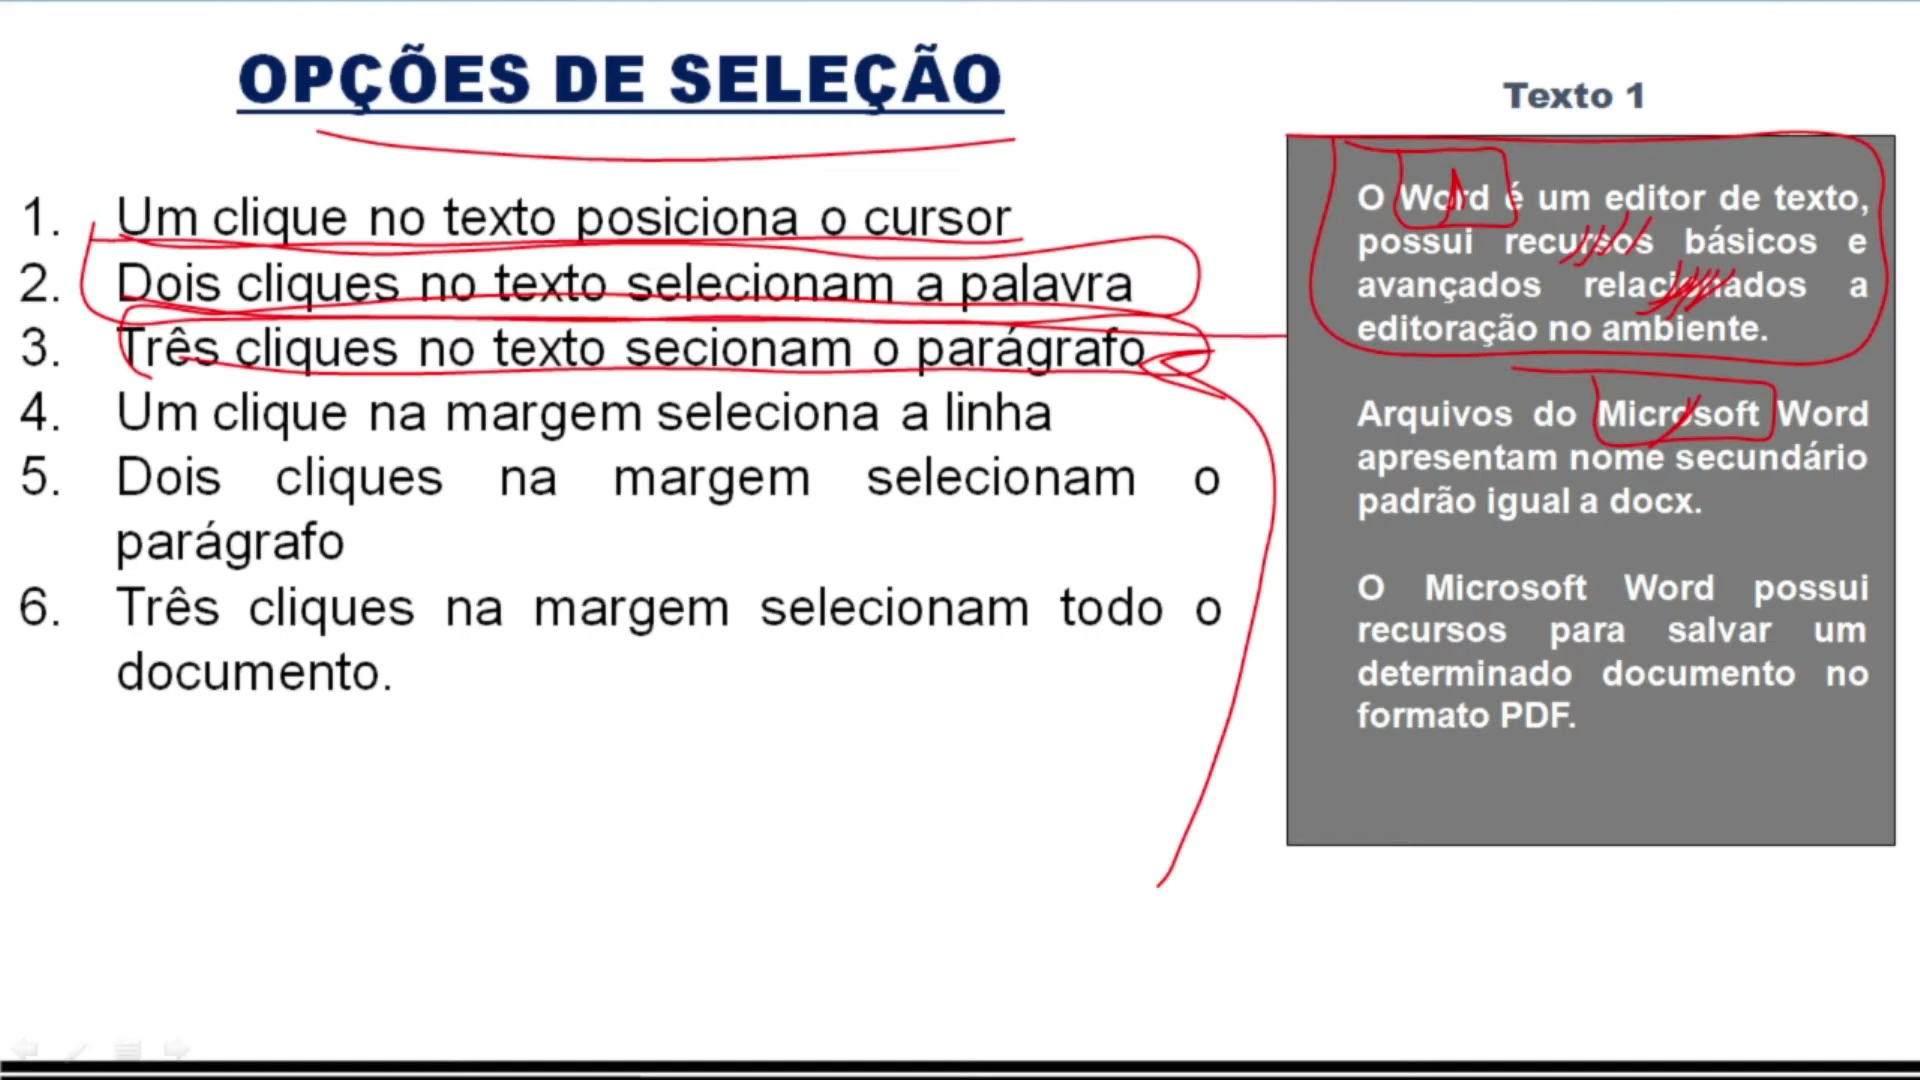 OPÇÕES DE SELEÇÃO
1. Um clique no texto posiciona o cursor
2. Dois cliques no texto selecionam a palavra
3. Três cliques no texto secionam o parágrafo
4. Um clique na margem seleciona a linha
5. Dois cliques na margem selecionam o
parágrafo
6. Três cliques na margem selecionam todo o
documento.
Texto 1
O Word é um editor de texto,
possui recursos básicos e
avançados relacionados a
editoração no ambiente.
Arquivos do Microsoft Word
apresentam nome secundário
padrão igual a docx.
O Microsoft Word possui
recursos para salvar um
determinado documento no
formato PDF.